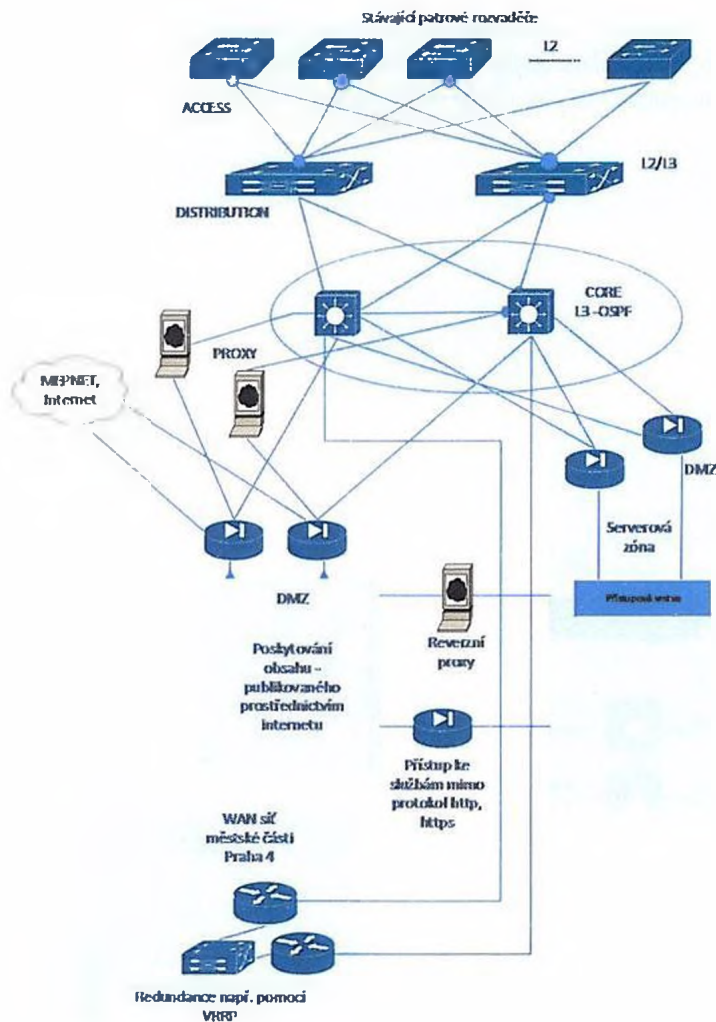 Stávající patrové rozvaděče
L2
ACCESS
L2/L3
DISTRIBUTION
CORE
L3 -OSPF
PROXY
MEPNET,
Internet
DMZ
Serverová
zóna
Přístupová vrstva
DMZ
Reverzní
proxy
Poskytování
obsahu –
publikovaného
prostřednictvím
internetu
Přístup ke
službám mimo
protokol http,
https
WAN síť
městské části
Praha 4
Redundance např. pomocí
VRRP